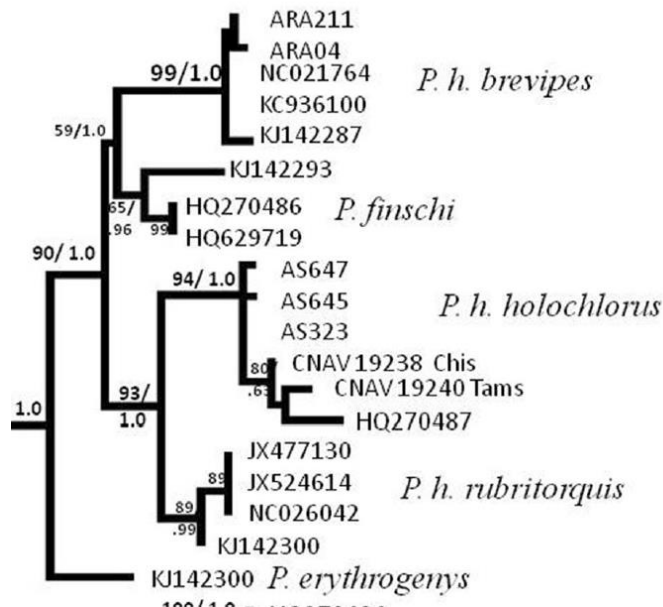 ARA211
ARA04
99/1.0 NC021764 P. h. brevipes
KC936100
59/1.0 KJ142287
KJ142293
65/ HQ270486 P. finschi
.96 99 HQ629719
90/ 1.0 AS647
94/ 1.0 AS645 P. h. holochlorus
AS323
80/ CNAV 19238 Chis
93/ .63 CNAV 19240 Tams
1.0 1.0 HQ270487
JX477130
89 JX524614 P. h. rubritorquis
89 NC026042
.99 KJ142300
KJ142300 P. erythrogenys